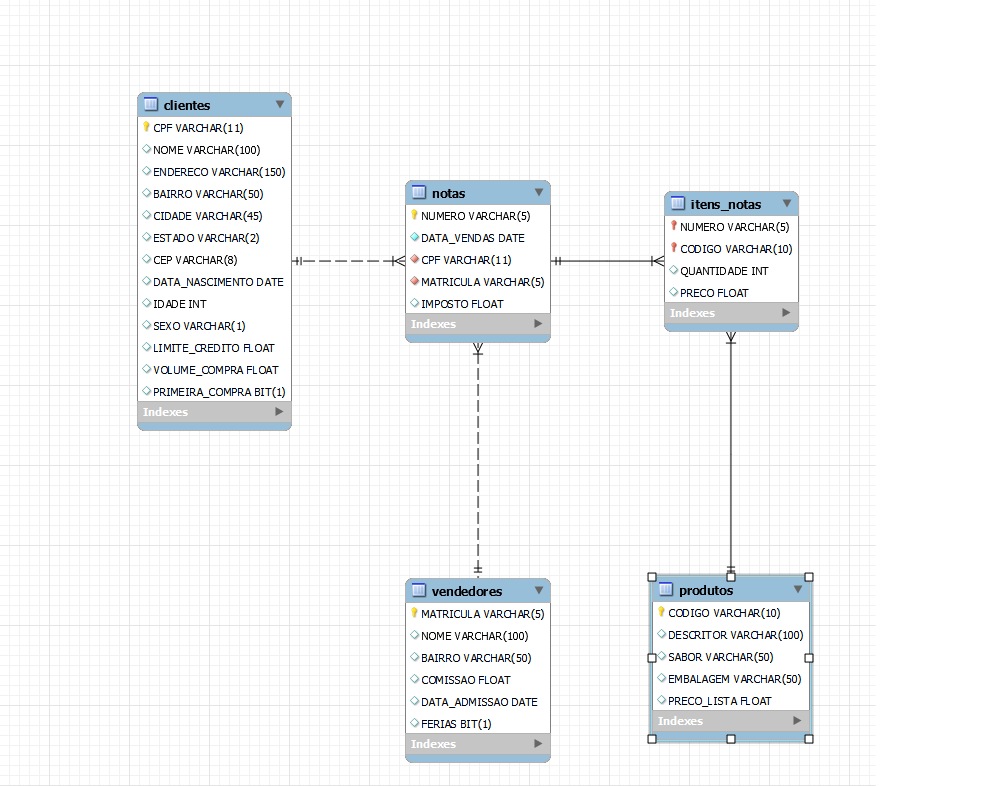 clientes
CPF VARCHAR(11)
NOME VARCHAR(100)
ENDERECO VARCHAR(150)
BAIRRO VARCHAR(50)
CIDADE VARCHAR(45)
ESTADO VARCHAR(2)
CEP VARCHAR(8)
DATA_NASCIMENTO DATE
IDADE INT
SEXO VARCHAR(1)
LIMITE_CREDITO FLOAT
VOLUME_COMPRA FLOAT
PRIMEIRA_COMPRA BIT(1)
Indexes
notas
NUMERO VARCHAR(5)
DATA_VENDAS DATE
CPF VARCHAR(11)
MATRICULA VARCHAR(5)
IMPOSTO FLOAT
Indexes
itens_notas
NUMERO VARCHAR(5)
CODIGO VARCHAR(10)
QUANTIDADE INT
PRECO FLOAT
Indexes
vendedores
MATRICULA VARCHAR(5)
NOME VARCHAR(100)
BAIRRO VARCHAR(50)
COMISSAO FLOAT
DATA_ADMISSAO DATE
FERIAS BIT(1)
Indexes
produtos
CODIGO VARCHAR(10)
DESCRITOR VARCHAR(100)
SABOR VARCHAR(50)
EMBALAGEM VARCHAR(50)
PRECO_LISTA FLOAT
Indexes